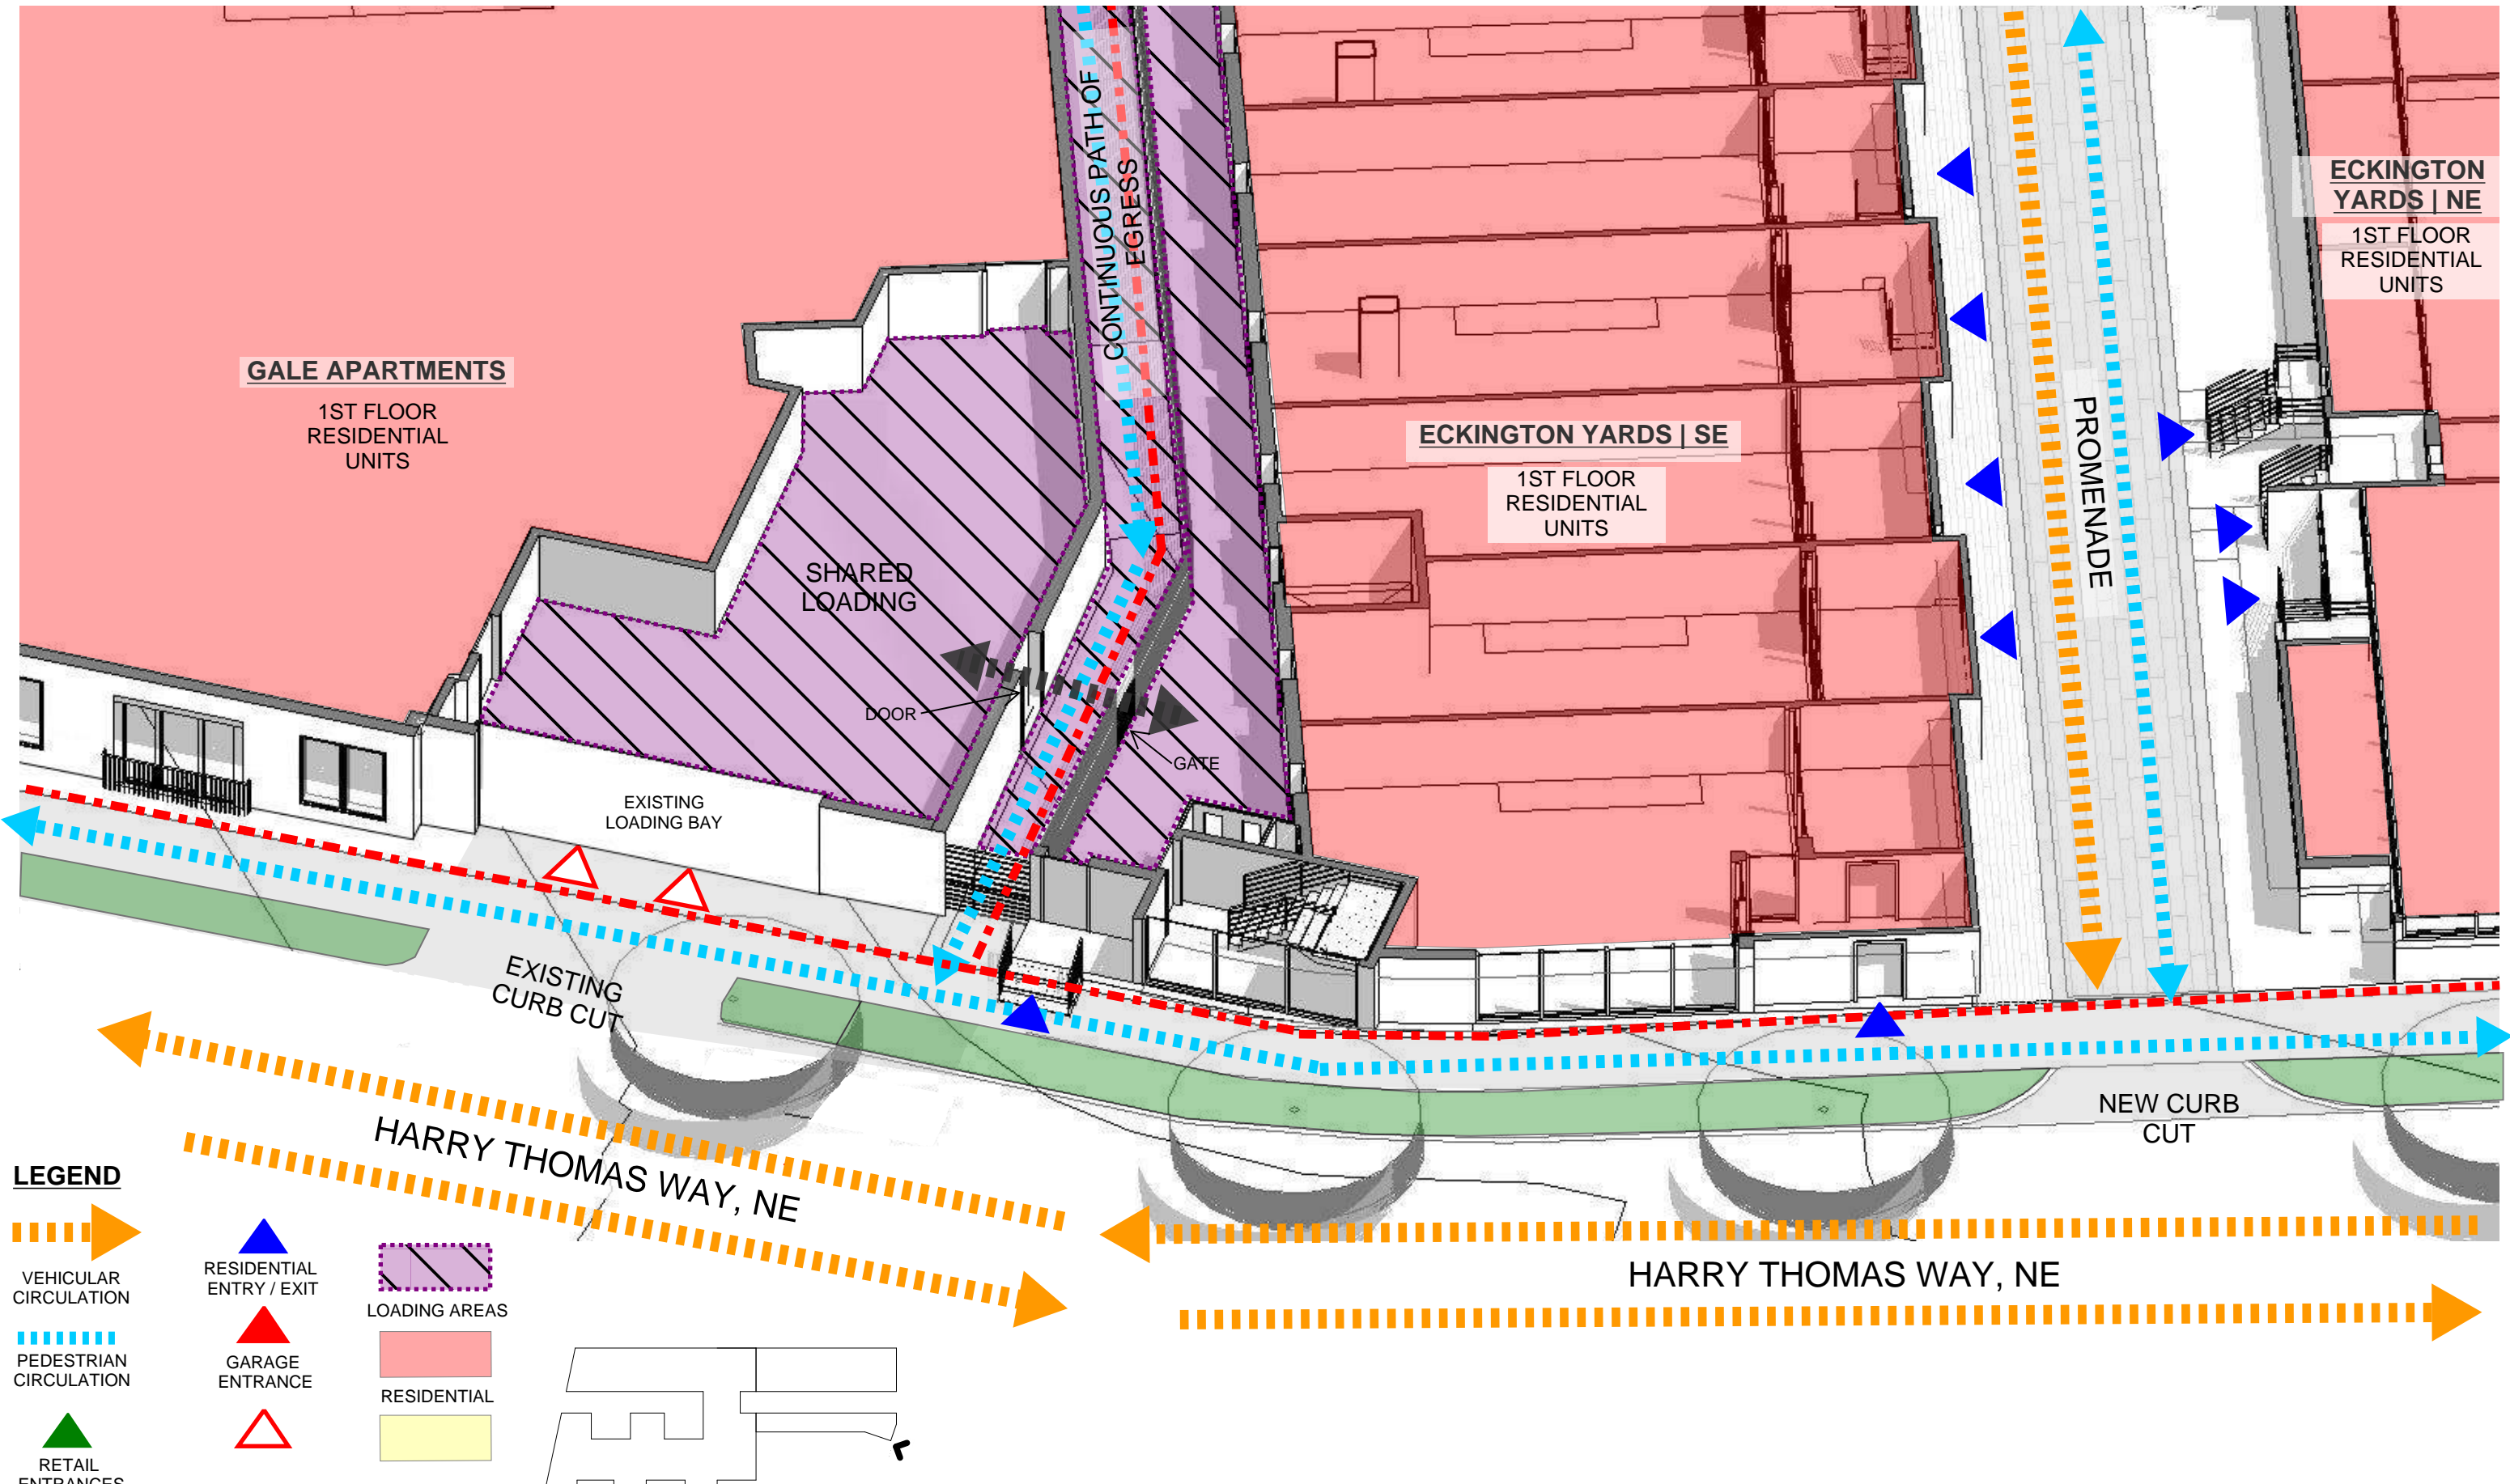 CONTINUOUS PATH OF
EGRESS
ECKINGTON
YARDS | NE
1ST FLOOR
RESIDENTIAL
UNITS
GALE APARTMENTS
1ST FLOOR
RESIDENTIAL
UNITS
ECKINGTON YARDS | SE
1ST FLOOR
RESIDENTIAL
UNITS
PROMENADE
SHARED
LOADING
DOOR
GATE
EXISTING
LOADING BAY
EXISTING
CURB CUT
NEW CURB
CUT
HARRY THOMAS WAY, NE
HARRY THOMAS WAY, NE
LEGEND
VEHICULAR
CIRCULATION
PEDESTRIAN
CIRCULATION
RETAIL
ENTRANCES
RESIDENTIAL
ENTRY / EXIT
GARAGE
ENTRANCE
LOADING AREAS
RESIDENTIAL